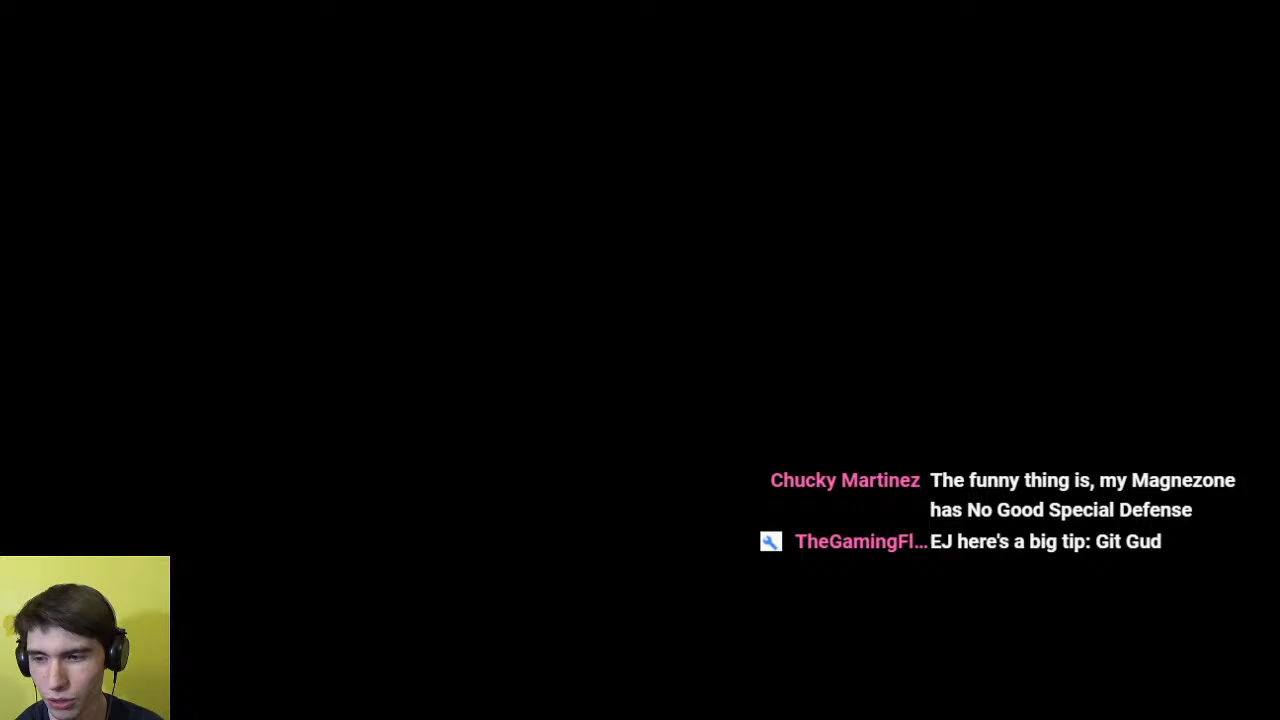 Chucky Martinez The funny thing is, my Magnezone
has No Good Special Defense
TheGamingFl... EJ here's a big tip: Git Gud